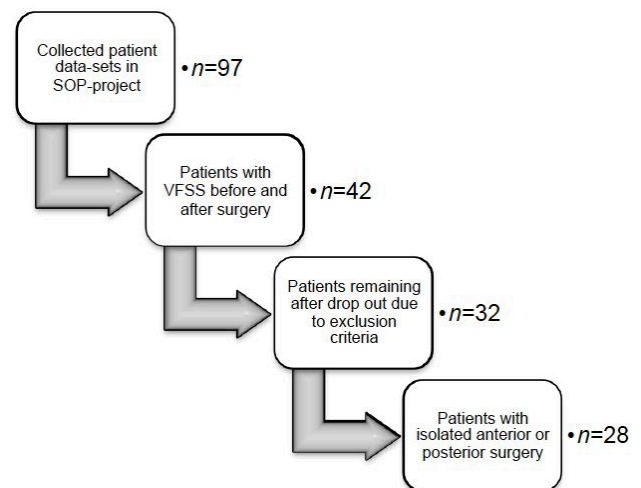 Collected patient
data-sets in
SOP-project
•n=97
Patients with
VFSS before and
after surgery
•n=42
Patients remaining
after drop out due
to exclusion
criteria
•n=32
Patients with
isolated anterior or
posterior surgery
•n=28